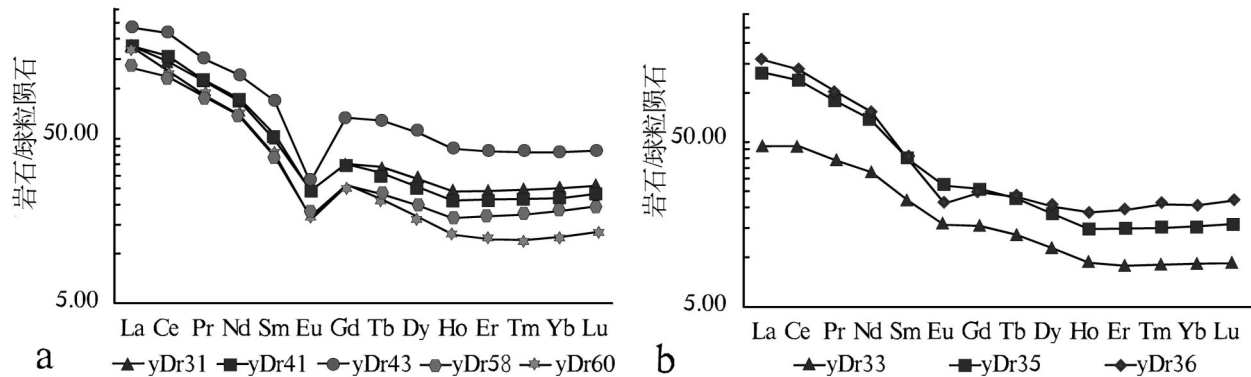 岩石/球粒陨石
50.00
5.00
La Ce Pr Nd Sm Eu Gd Tb Dy Ho Er Tm Yb Lu
a
yDr31 yDr41 yDr43 yDr58 yDr60
岩石/球粒陨石
50.00
5.00
La Ce Pr Nd Sm Eu Gd Tb Dy Ho Er Tm Yb Lu
b
yDr33 yDr35 yDr36